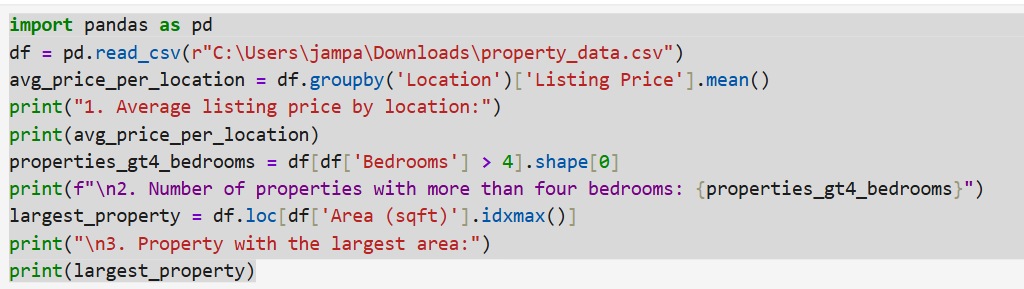 import pandas as pd
df = pd.read_csv(r"C:\Users\jampa\Downloads\property_data.csv")
avg_price_per_location = df.groupby('Location')['Listing Price'].mean()
print("1. Average listing price by location:")
print(avg_price_per_location)
properties_gt4_bedrooms = df[df['Bedrooms'] > 4].shape[0]
print(f"\n2. Number of properties with more than four bedrooms: {properties_gt4_bedrooms}")
largest_property = df.loc[df['Area (sqft)'].idxmax()]
print("\n3. Property with the largest area:")
print(largest_property)